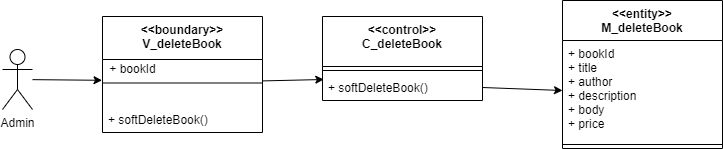 Admin
<<boundary>>
V_deleteBook
+ bookId
+ softDeleteBook()
<<control>>
C_deleteBook
+ softDeleteBook()
<<entity>>
M_deleteBook
+ bookId
+ title
+ author
+ description
+ body
+ price